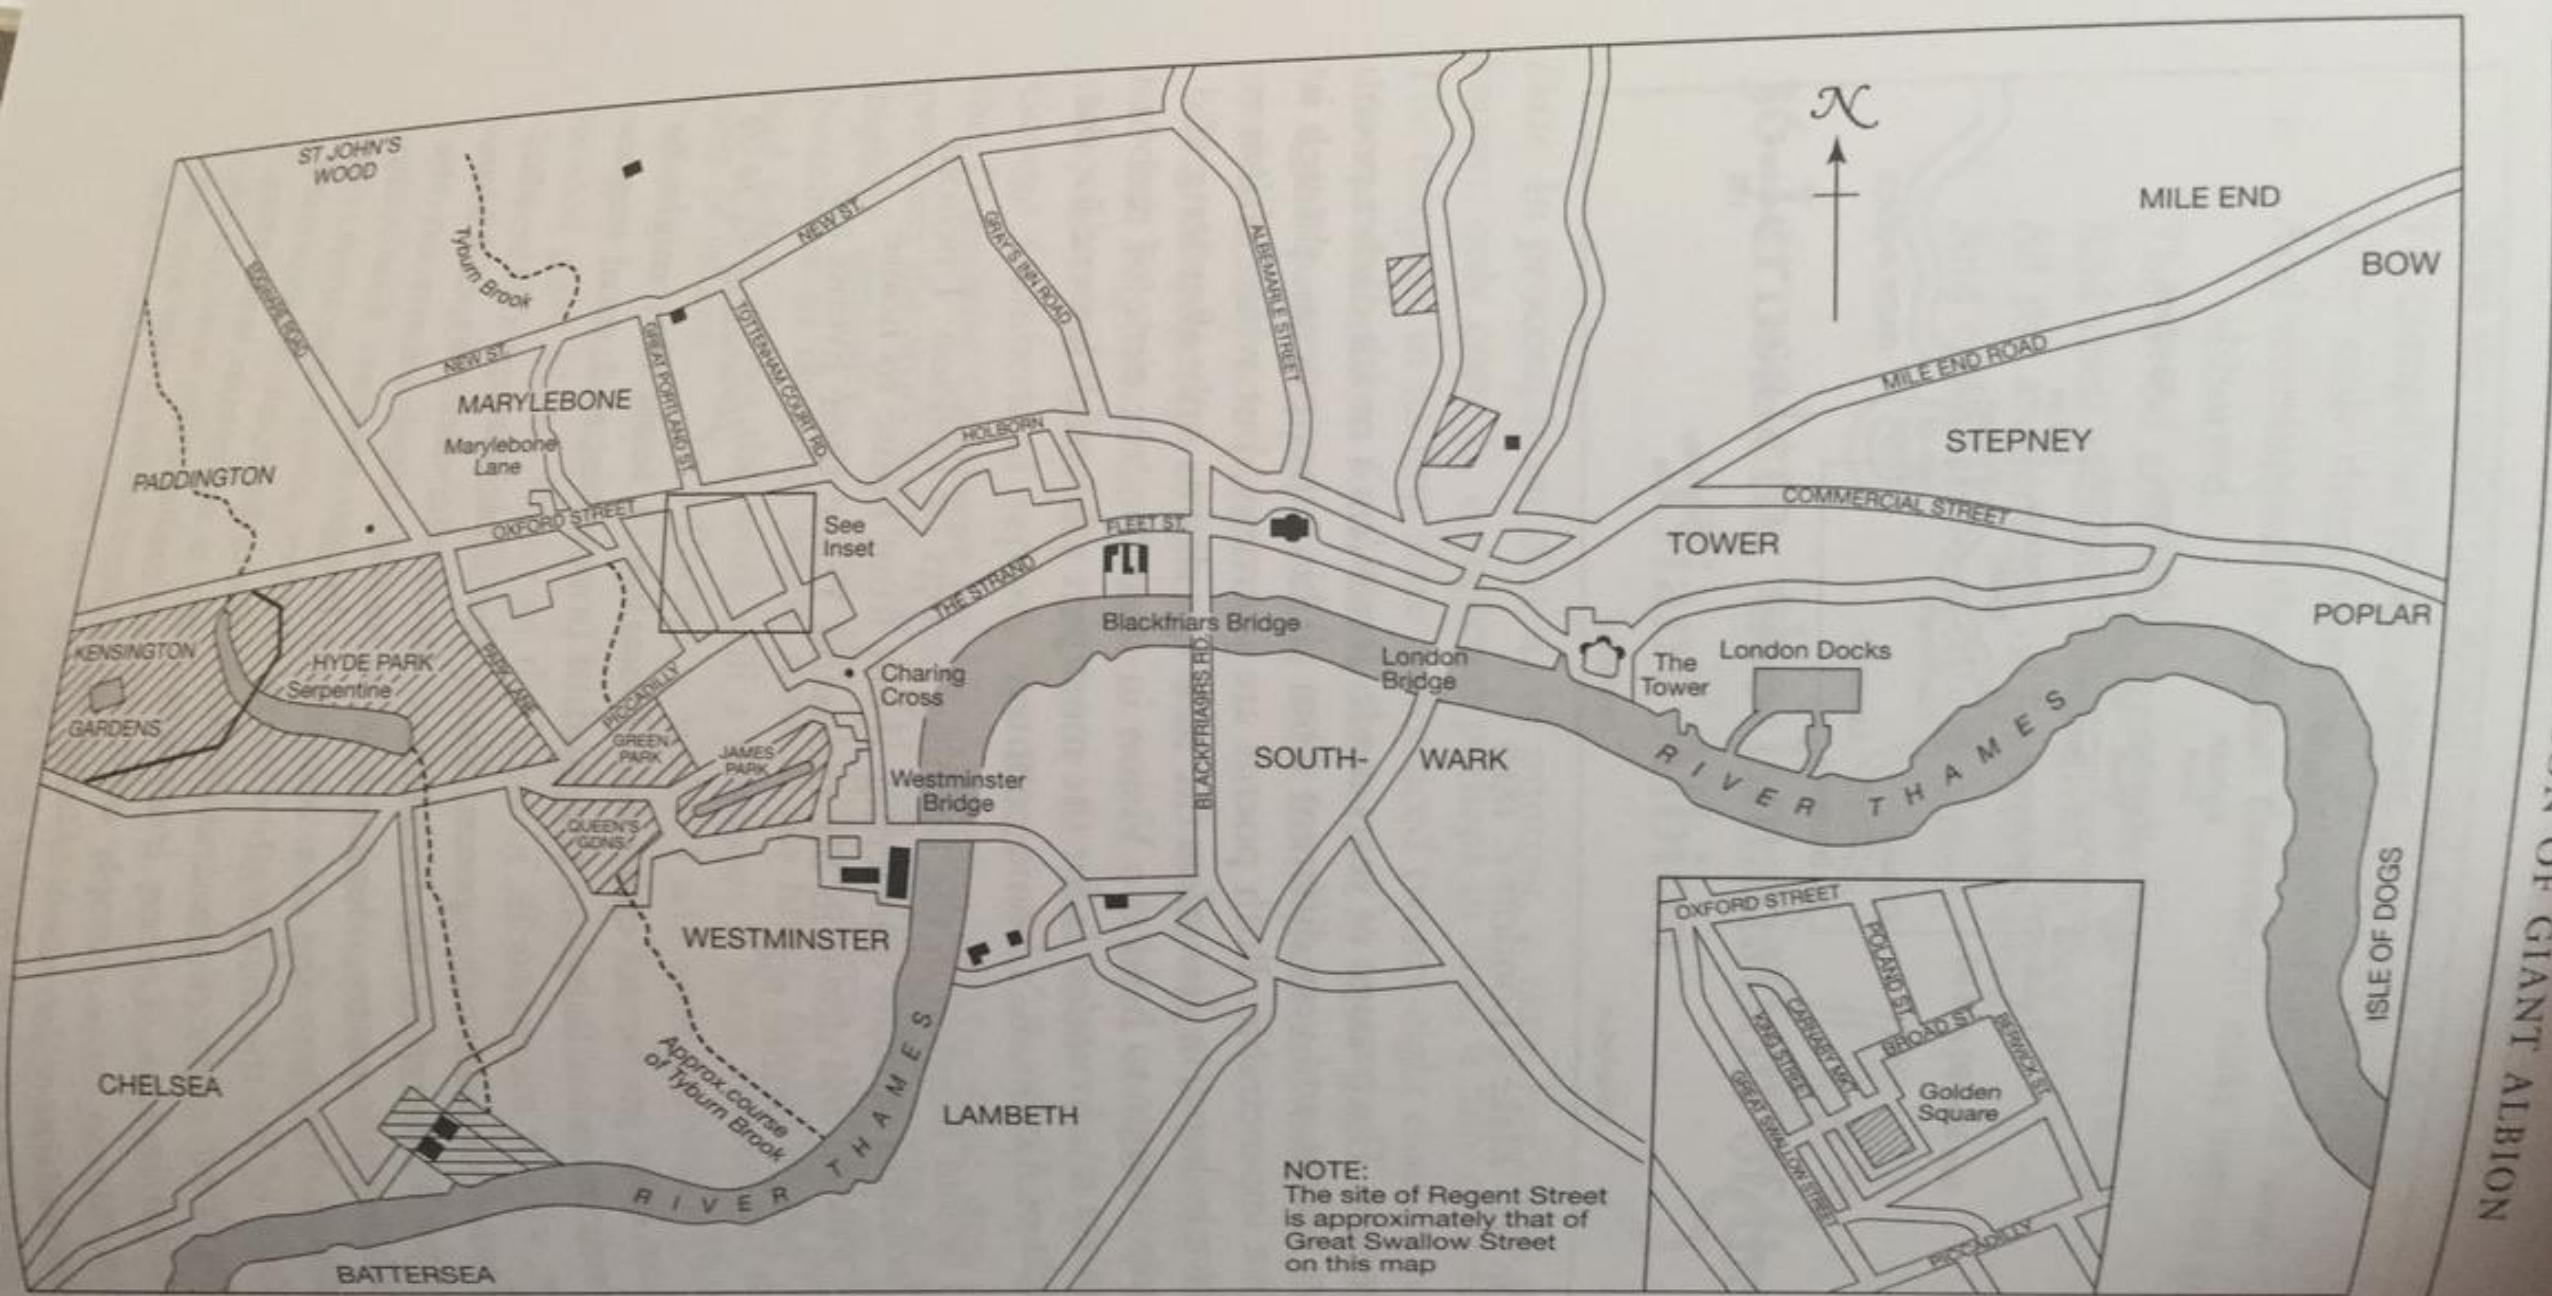 ST JOHN'S
WOOD
Tyburn Brook
NEW ST.
GRAY'S INN ROAD
ALBEMARLE STREET
N
MILE END
BOW
EDGWARE ROAD
NEW ST.
MARYLEBONE
Marylebone
Lane
GREAT PORTLAND ST.
TOTTENHAM COURT RD.
HOLBORN
MILE END ROAD
STEPNEY
PADDINGTON
OXFORD STREET
See
Inset
FLEET ST.
THE STRAND
COMMERCIAL STREET
TOWER
POPLAR
KENSINGTON
GARDENS
HYDE PARK
Serpentine
PARK LANE
PICCADILLY
GREEN
PARK
JAMES
PARK
QUEEN'S
GDNS.
Charing
Cross
Westminster
Bridge
Blackfriars Bridge
BLACKFRIARS RD.
London
Bridge
The
Tower
London Docks
SOUTH-
WARK
RIVER THAMES
ISLE OF DOGS
WESTMINSTER
CHELSEA
Approx.course
of Tyburn Brook
RIVER THAMES
LAMBETH
BATTERSEA
NOTE:
The site of Regent Street
is approximately that of
Great Swallow Street
on this map
OXFORD STREET
POLAND ST.
CARNABY MKT.
KING STREET
BROAD ST.
BERWICK ST.
GREAT SWALLOW STREET
Golden
Square
PICCADILLY
OF GIANT ALBION